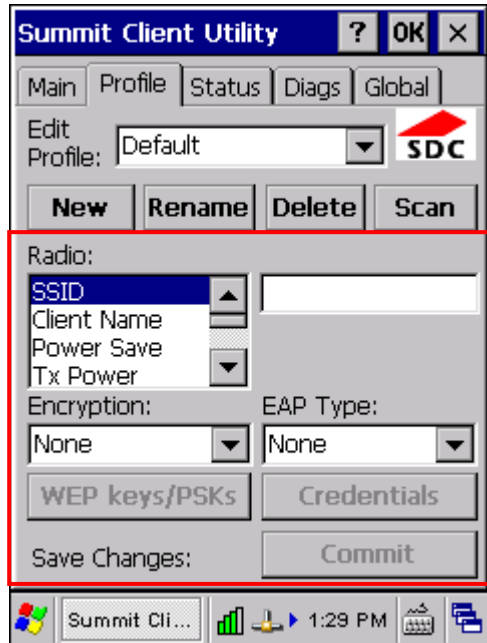 Summit Client Utility ? OK ×
Main Profile Status Diags Global
Edit Profile: Default SDC
New Rename Delete Scan
Radio:
SSID
Client Name
Power Save
Tx Power
Encryption: EAP Type:
None None
WEP keys/PSKs Credentials
Save Changes: Commit
Summit Cli... 1:29 PM